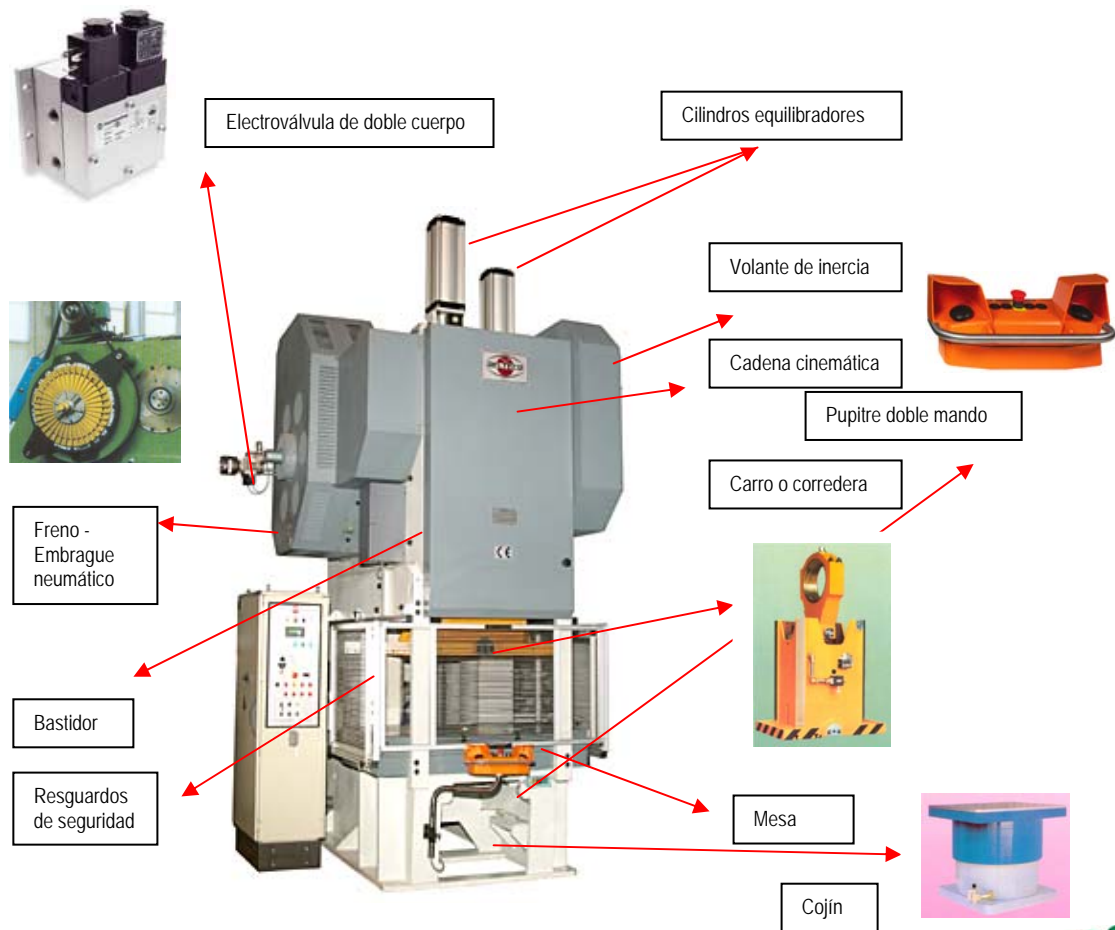 Electroválvula de doble cuerpo
Cilindros equilibradores
Volante de inercia
Cadena cinemática
Pupitre doble mando
Carro o corredera
Freno -
Embrague
neumático
CE
Bastidor
Resguardos
de seguridad
Mesa
Cojín